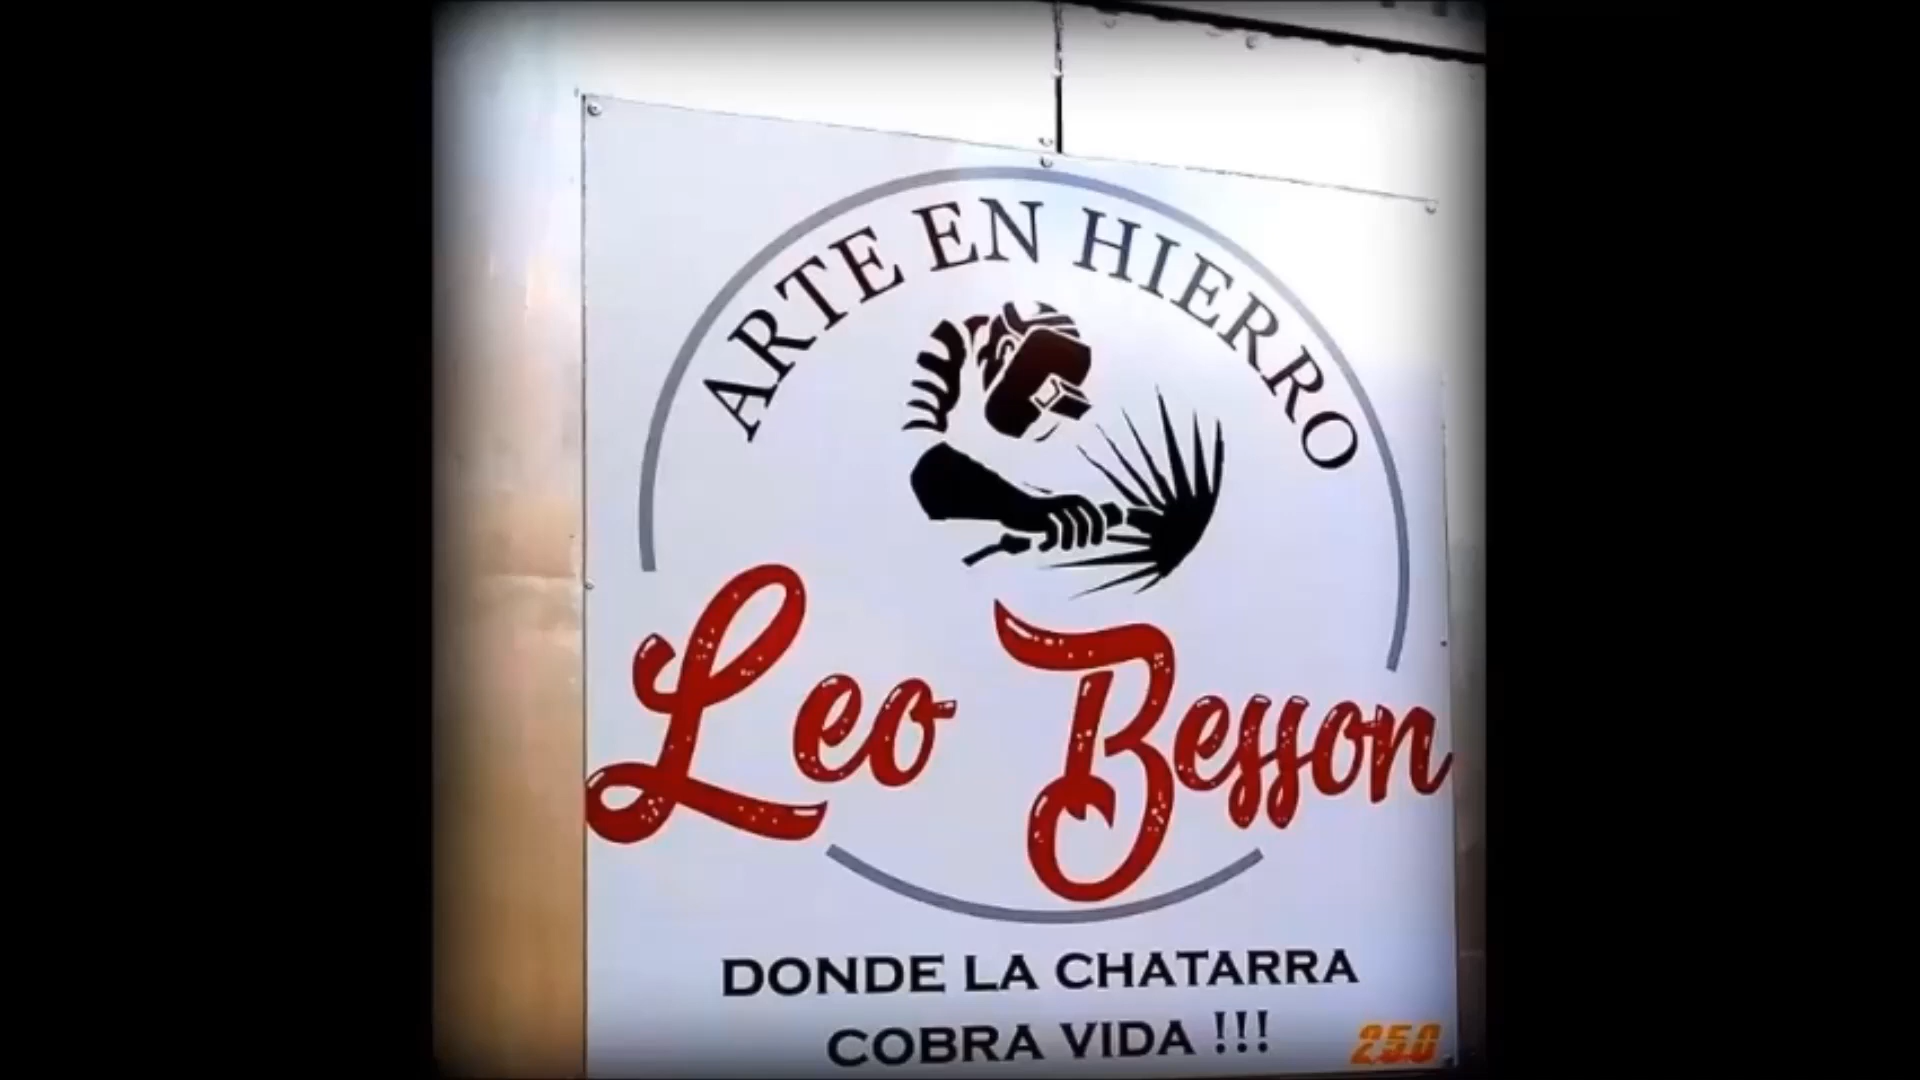 ARTE EN HIERRO
Leo Besson
DONDE LA CHATARRA
COBRA VIDA !!!
250